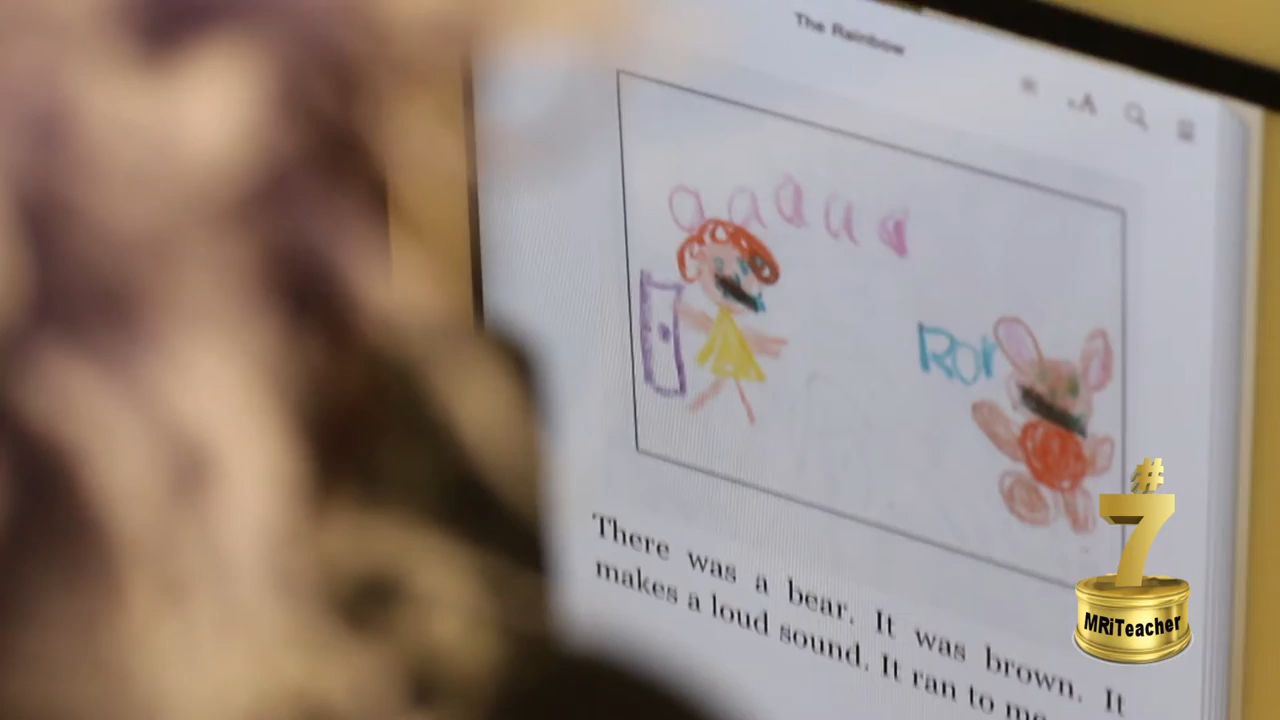 The Rainbow
AA
a a a a a
Ror
There was a bear. It was brown. It
makes a loud sound. It ran to me
#
7
MRiTeacher